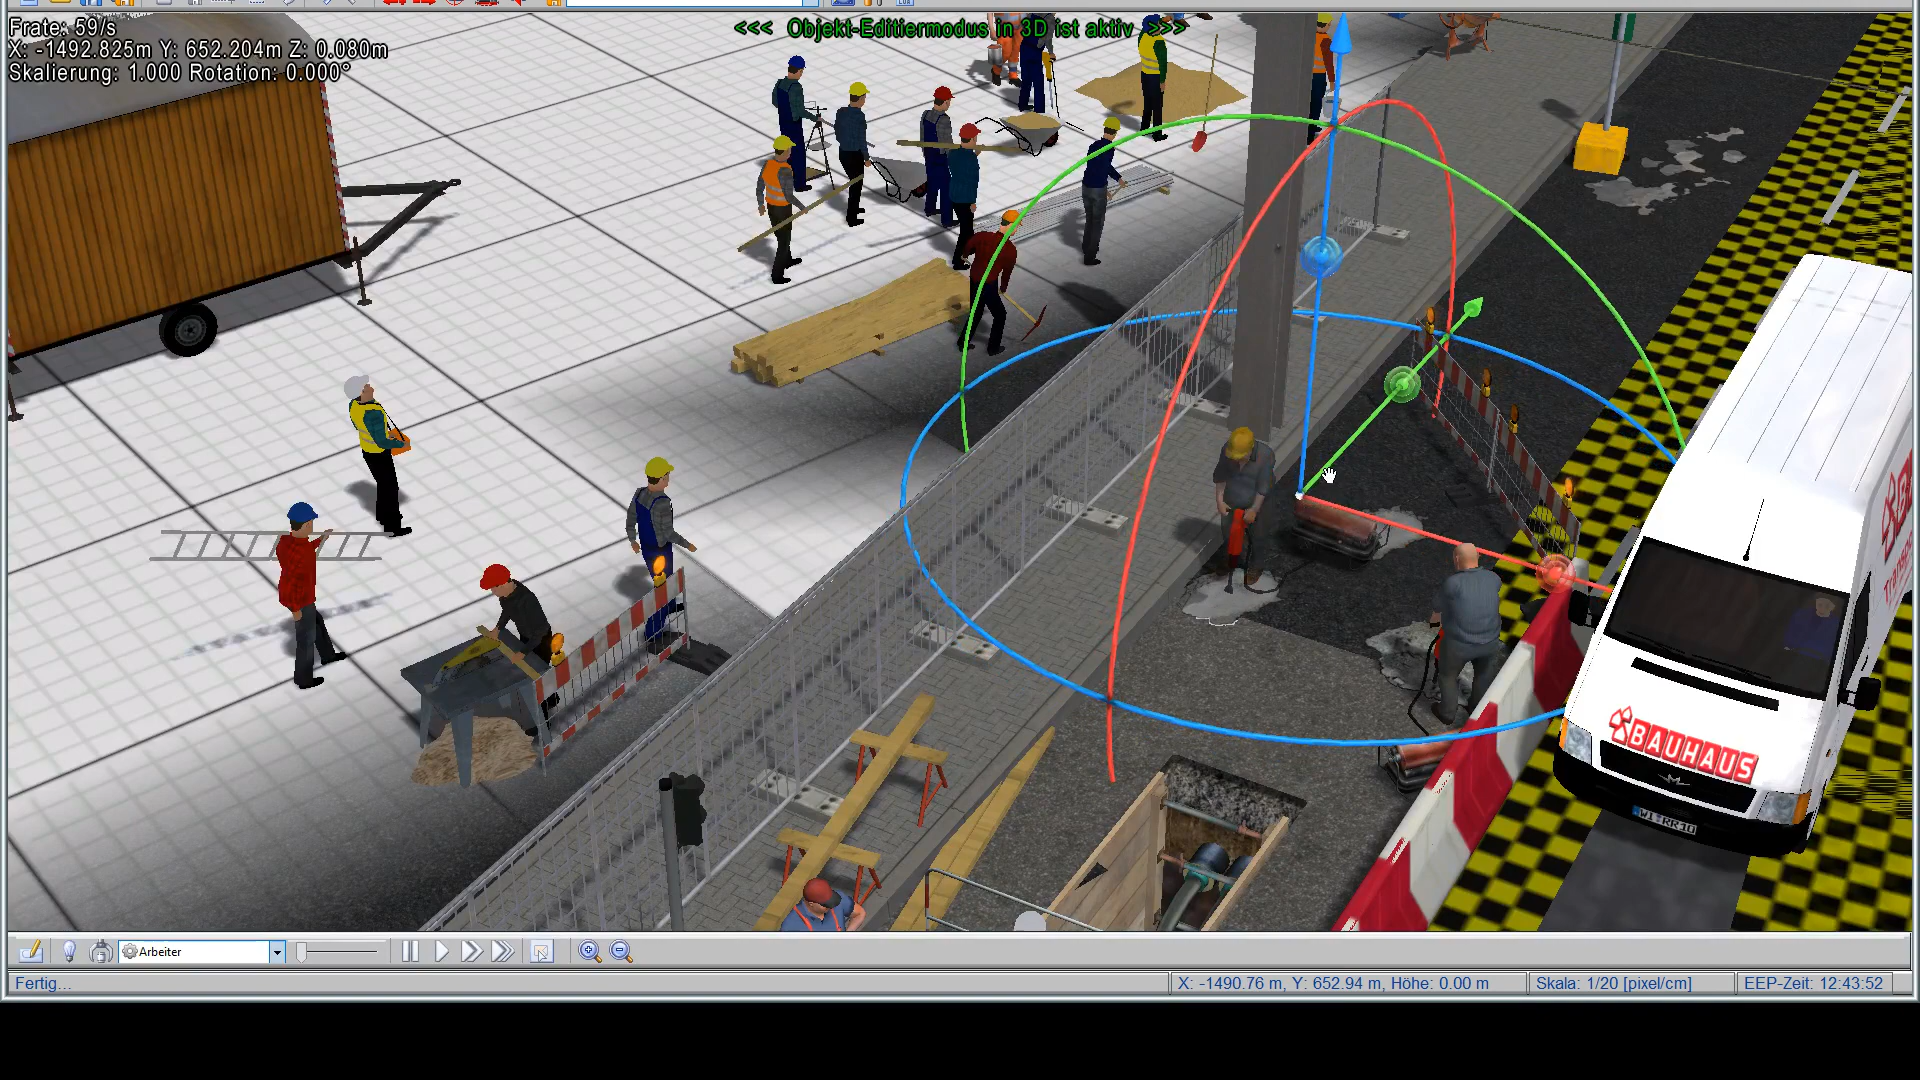 Frate: 59/s
<<< Objekt-Editiermodus in 3D ist aktiv >>>
X: -1492.825m Y: 652.204m Z: 0.080m
Skalierung: 1.000 Rotation: 0.000°
BAUHAUS
Arbeiter
Fertig...
X: -1490.76 m, Y: 652.94 m, Höhe: 0.00 m
Skala: 1/20 [pixel/cm]
EEP-Zeit: 12:43:52